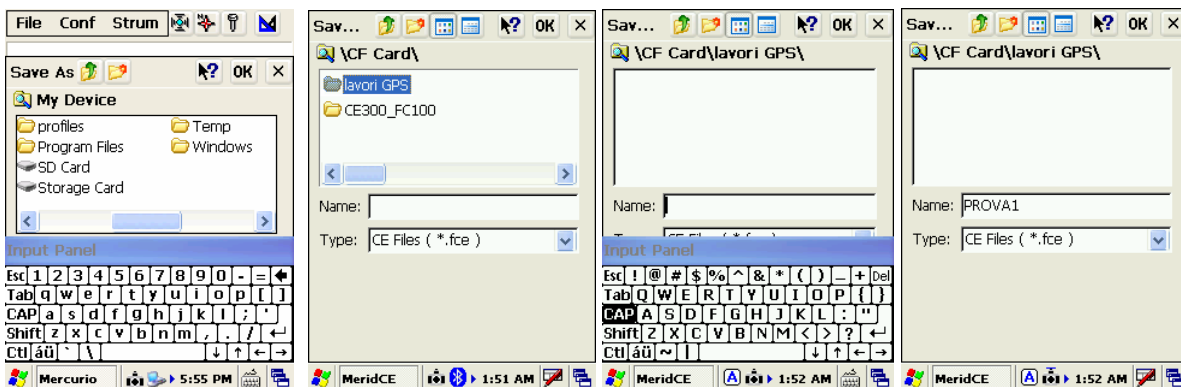 File Conf Strum
Save As ? OK ×
My Device
profiles Temp
Program Files Windows
SD Card
Storage Card
Input Panel
Esc 1 2 3 4 5 6 7 8 9 0 - =
Tab q w e r t y u i o p [ ]
CAP a s d f g h j k l ; '
Shift z x c v b n m , . /
Ctl áü ` \
Mercurio 5:55 PM
Sav... ? OK ×
\CF Card\
lavori GPS
CE300_FC100
Name:
Type: CE Files ( *.fce )
MeridCE 1:51 AM
Sav... ? OK ×
\CF Card\lavori GPS\
Name:
Input Panel
Esc ! @ # $ % ^ & * ( ) _ + Del
Tab Q W E R T Y U I O P { }
CAP A S D F G H J K L : "
Shift Z X C V B N M < > ?
Ctl áü ~ |
MeridCE A 1:52 AM
Sav... ? OK ×
\CF Card\lavori GPS\
Name: PROVA1
Type: CE Files ( *.fce )
MeridCE A 1:52 AM